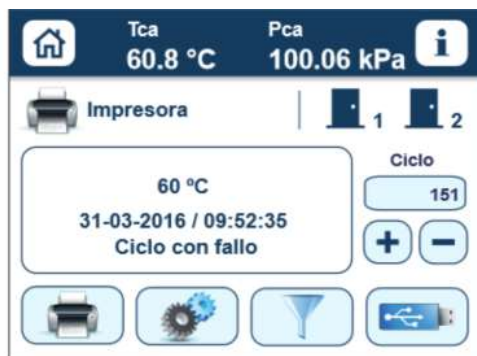 Tca Pca
60.8 °C 100.06 kPa i
Impresora 1 2
Ciclo
60 ºC
151
31-03-2016 / 09:52:35
Ciclo con fallo
+ −